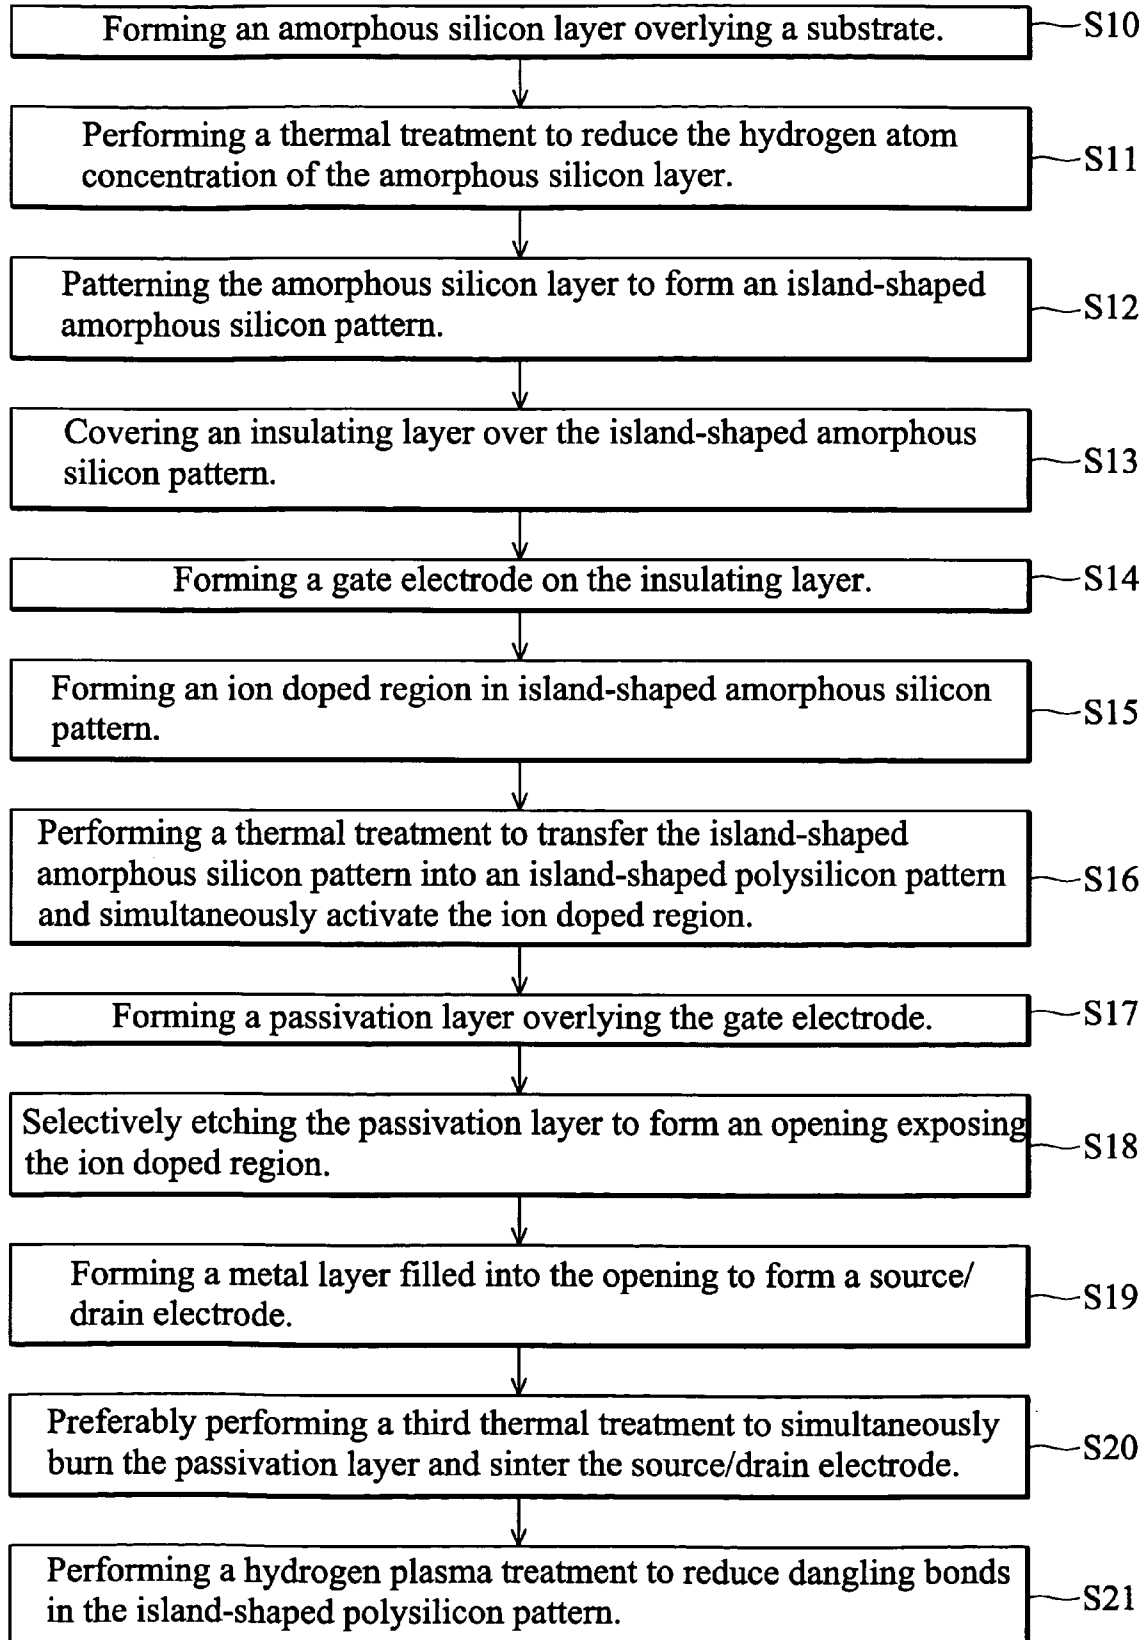 Forming an amorphous silicon layer overlying a substrate.
S10
Performing a thermal treatment to reduce the hydrogen atom
concentration of the amorphous silicon layer.
S11
Patterning the amorphous silicon layer to form an island-shaped
amorphous silicon pattern.
S12
Covering an insulating layer over the island-shaped amorphous
silicon pattern.
S13
Forming a gate electrode on the insulating layer.
S14
Forming an ion doped region in island-shaped amorphous silicon
pattern.
S15
Performing a thermal treatment to transfer the island-shaped
amorphous silicon pattern into an island-shaped polysilicon pattern
and simultaneously activate the ion doped region.
S16
Forming a passivation layer overlying the gate electrode.
S17
Selectively etching the passivation layer to form an opening exposing
the ion doped region.
S18
Forming a metal layer filled into the opening to form a source/
drain electrode.
S19
Preferably performing a third thermal treatment to simultaneously
burn the passivation layer and sinter the source/drain electrode.
S20
Performing a hydrogen plasma treatment to reduce dangling bonds
in the island-shaped polysilicon pattern.
S21